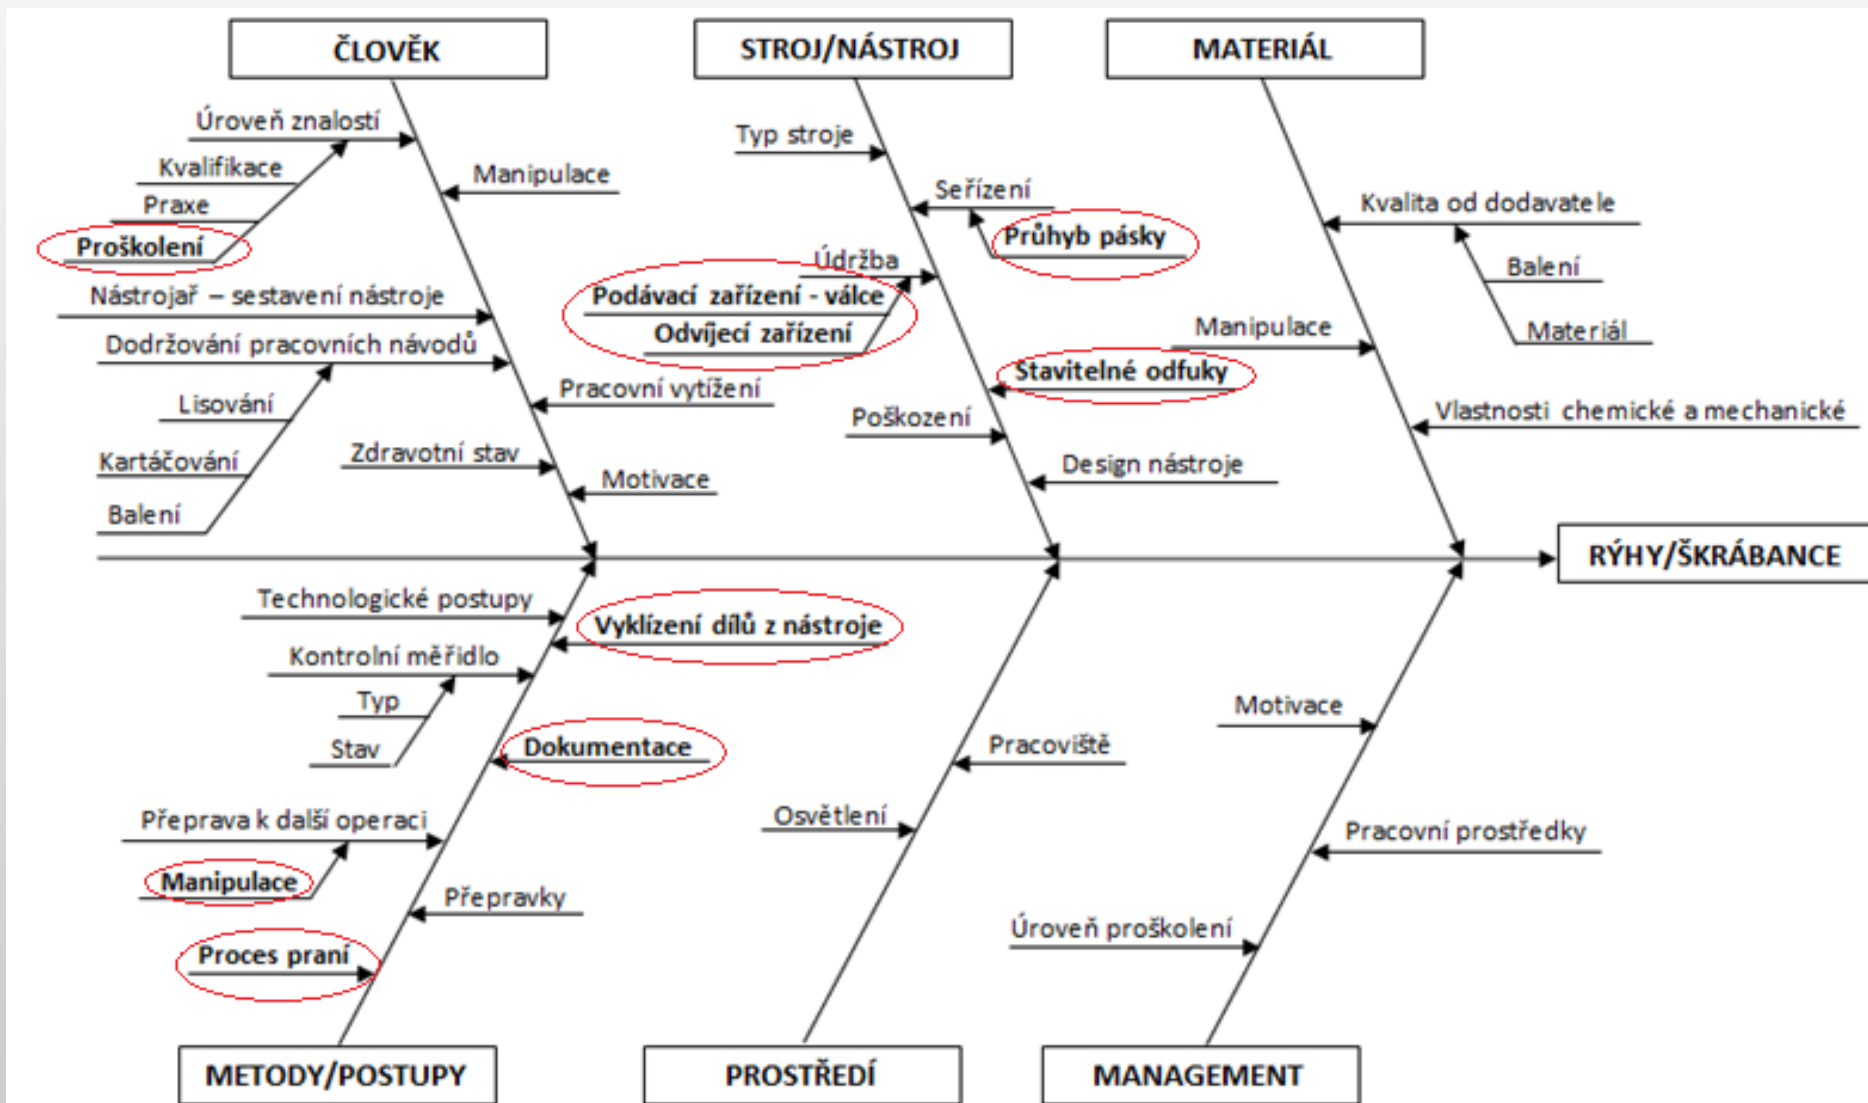 ČLOVĚK
STROJ/NÁSTROJ
MATERIÁL
Úroveň znalostí
Kvalifikace
Praxe
Proškolení
Manipulace
Nástrojař – sestavení nástroje
Dodržování pracovních návodů
Lisování
Kartáčování
Balení
Pracovní vytížení
Zdravotní stav
Motivace
Typ stroje
Seřízení
Průhyb pásky
Údržba
Podávací zařízení - válce
Odvíjecí zařízení
Stavitelné odfuky
Poškození
Design nástroje
Kvalita od dodavatele
Balení
Materiál
Manipulace
Vlastnosti chemické a mechanické
RÝHY/ŠKRÁBANCE
Technologické postupy
Vyklízení dílů z nástroje
Kontrolní měřidlo
Typ
Stav
Dokumentace
Přeprava k další operaci
Manipulace
Přepravky
Proces praní
Pracoviště
Osvětlení
Motivace
Pracovní prostředky
Úroveň proškolení
METODY/POSTUPY
PROSTŘEDÍ
MANAGEMENT